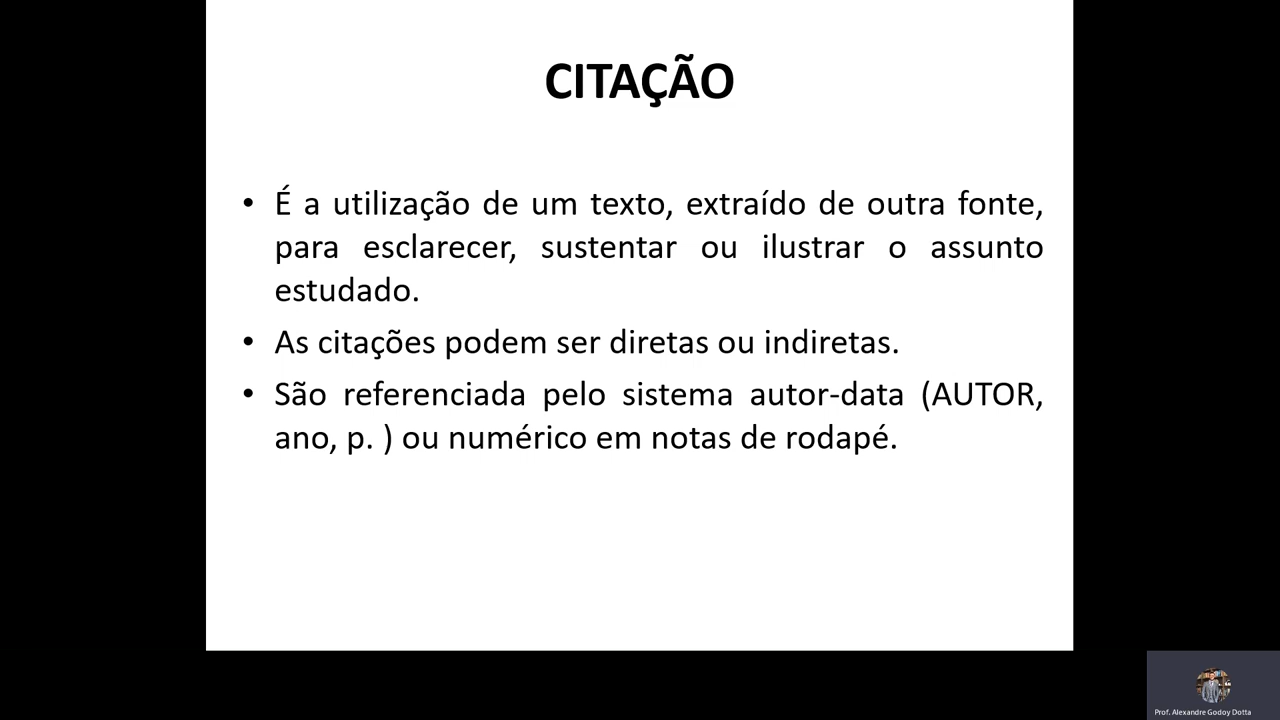 CITAÇÃO
• É a utilização de um texto, extraído de outra fonte,
para esclarecer, sustentar ou ilustrar o assunto
estudado.
• As citações podem ser diretas ou indiretas.
• São referenciada pelo sistema autor-data (AUTOR,
ano, p. ) ou numérico em notas de rodapé.
Prof. Alexandre Godoy Dotta